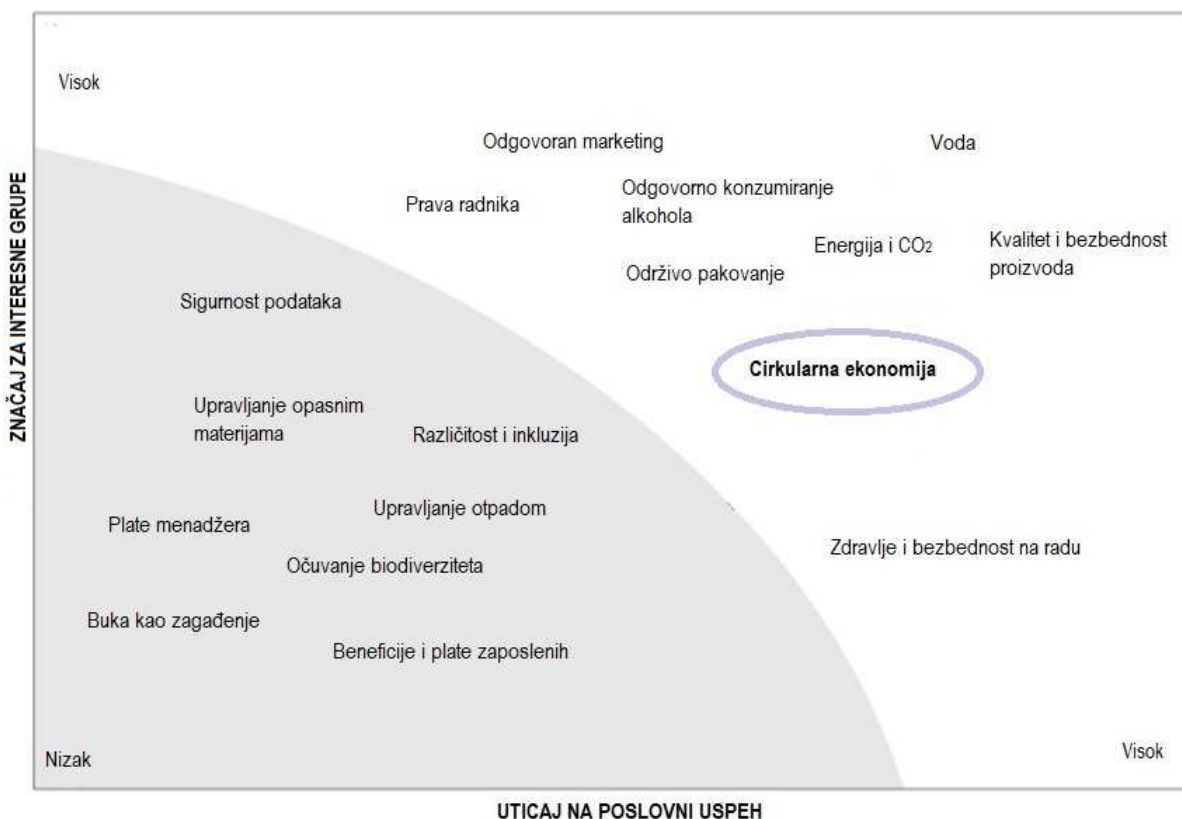 Visok
Odgovoran marketing
Voda
Prava radnika
Odgovorno konzumiranje
alkohola
Energija i CO2
Kvalitet i bezbednost
proizvoda
Održivo pakovanje
Sigurnost podataka
Cirkularna ekonomija
Upravljanje opasnim
materijama
Različitost i inkluzija
Upravljanje otpadom
Plate menadžera
Zdravlje i bezbednost na radu
Očuvanje biodiverziteta
Buka kao zagađenje
Beneficije i plate zaposlenih
Nizak
Visok
ZNAČAJ ZA INTERESNE GRUPE
UTICAJ NA POSLOVNI USPEH